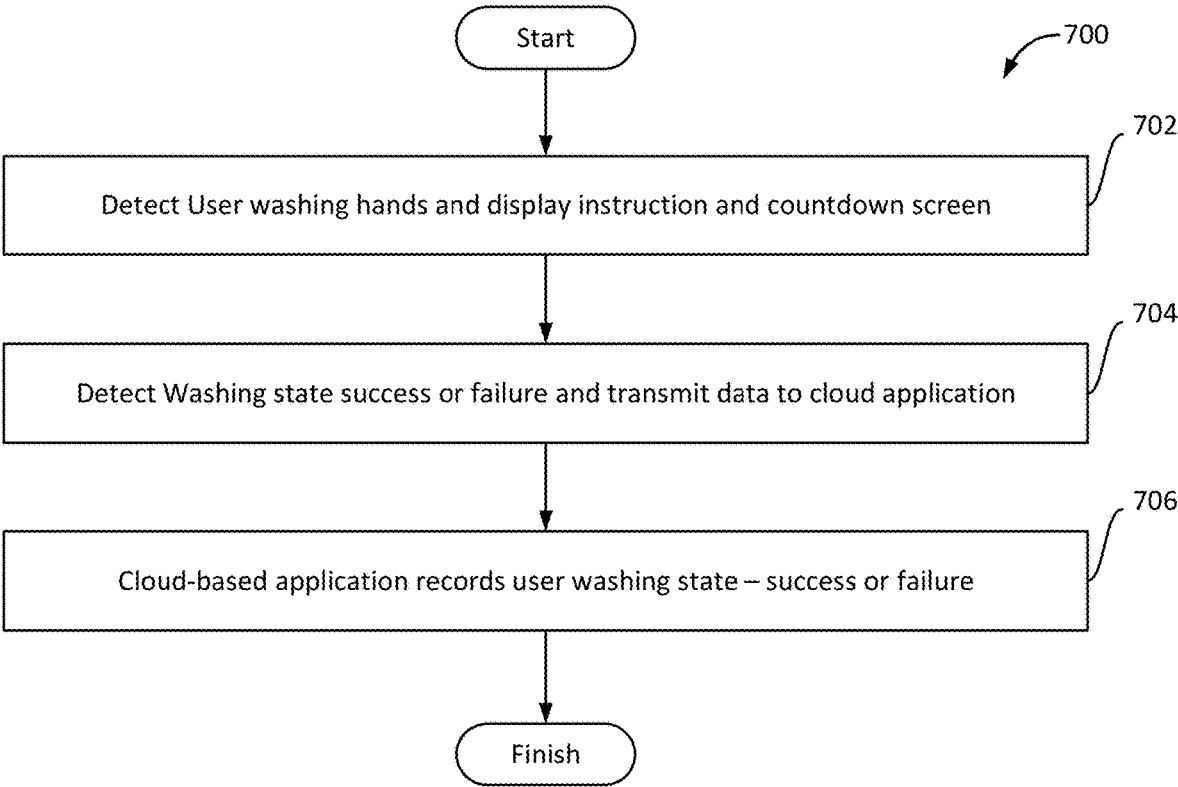 Start
700
702
Detect User washing hands and display instruction and countdown screen
704
Detect Washing state success or failure and transmit data to cloud application
706
Cloud-based application records user washing state – success or failure
Finish